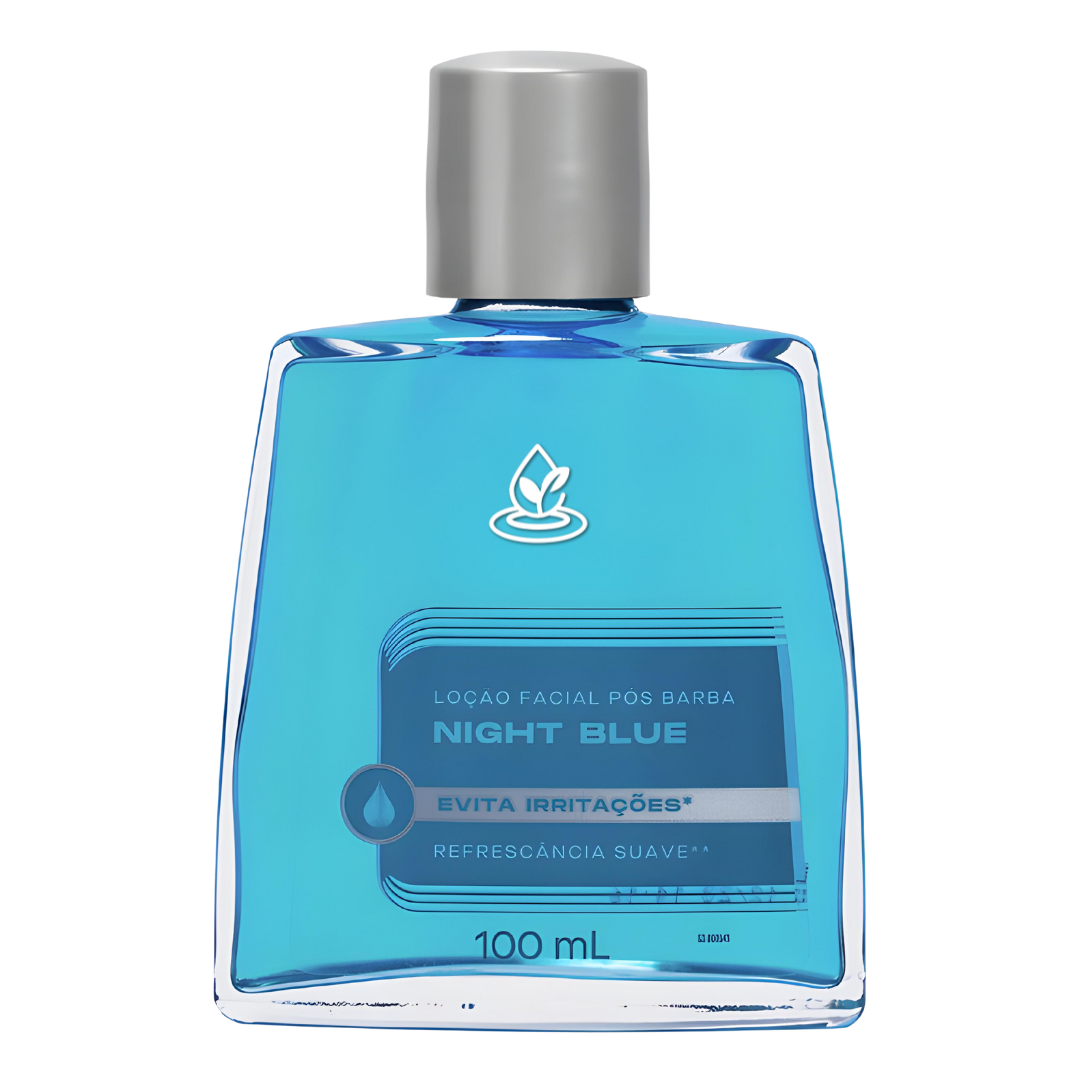 LOÇÃO FACIAL PÓS BARBA
NIGHT BLUE
EVITA IRRITAÇÕES*
REFRESCÂNCIA SUAVE**
100 mL